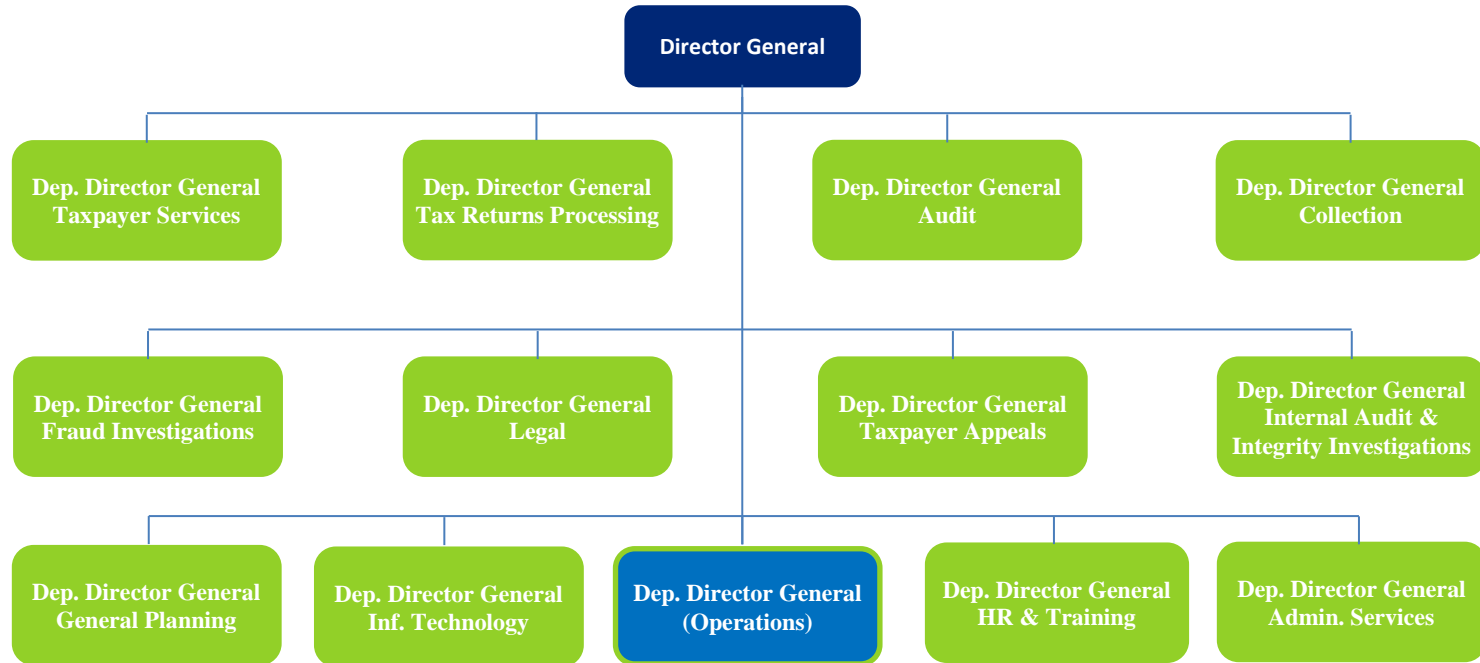 Director General
Dep. Director General
Taxpayer Services
Dep. Director General
Tax Returns Processing
Dep. Director General
Audit
Dep. Director General
Collection
Dep. Director General
Fraud Investigations
Dep. Director General
Legal
Dep. Director General
Taxpayer Appeals
Dep. Director General
Internal Audit &
Integrity Investigations
Dep. Director General
General Planning
Dep. Director General
Inf. Technology
Dep. Director General
(Operations)
Dep. Director General
HR & Training
Dep. Director General
Admin. Services